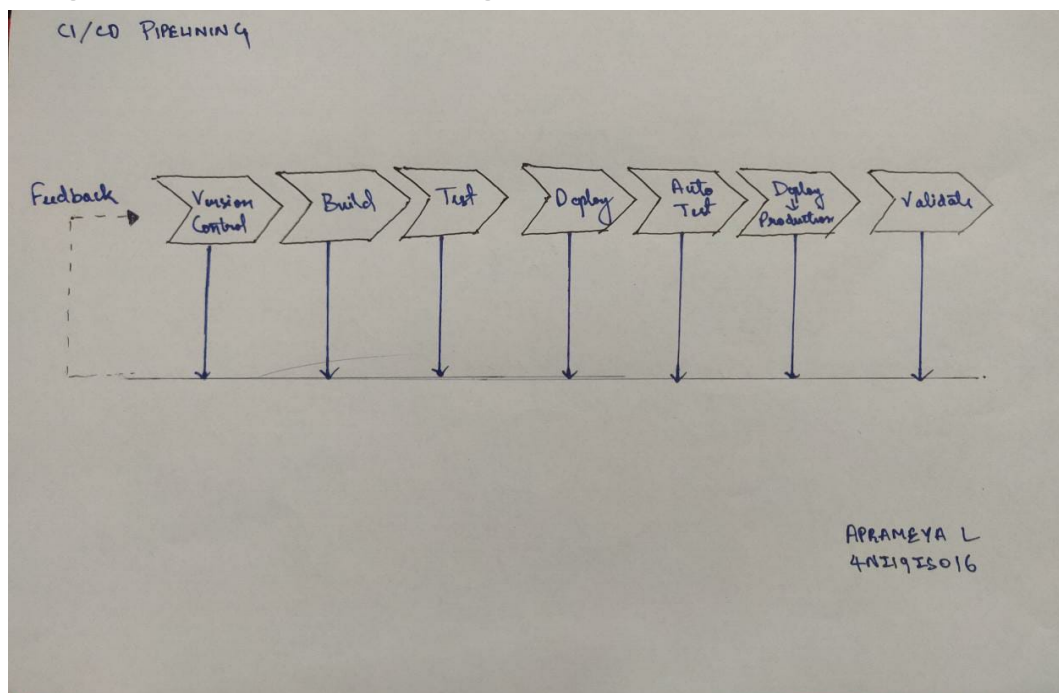 CI/CD PIPELINING
Feedback
Version
Control
Build
Test
Deploy
Auto
Test
Deploy
↓
Production
Validate
APRAMEYA L
4NI19IS016